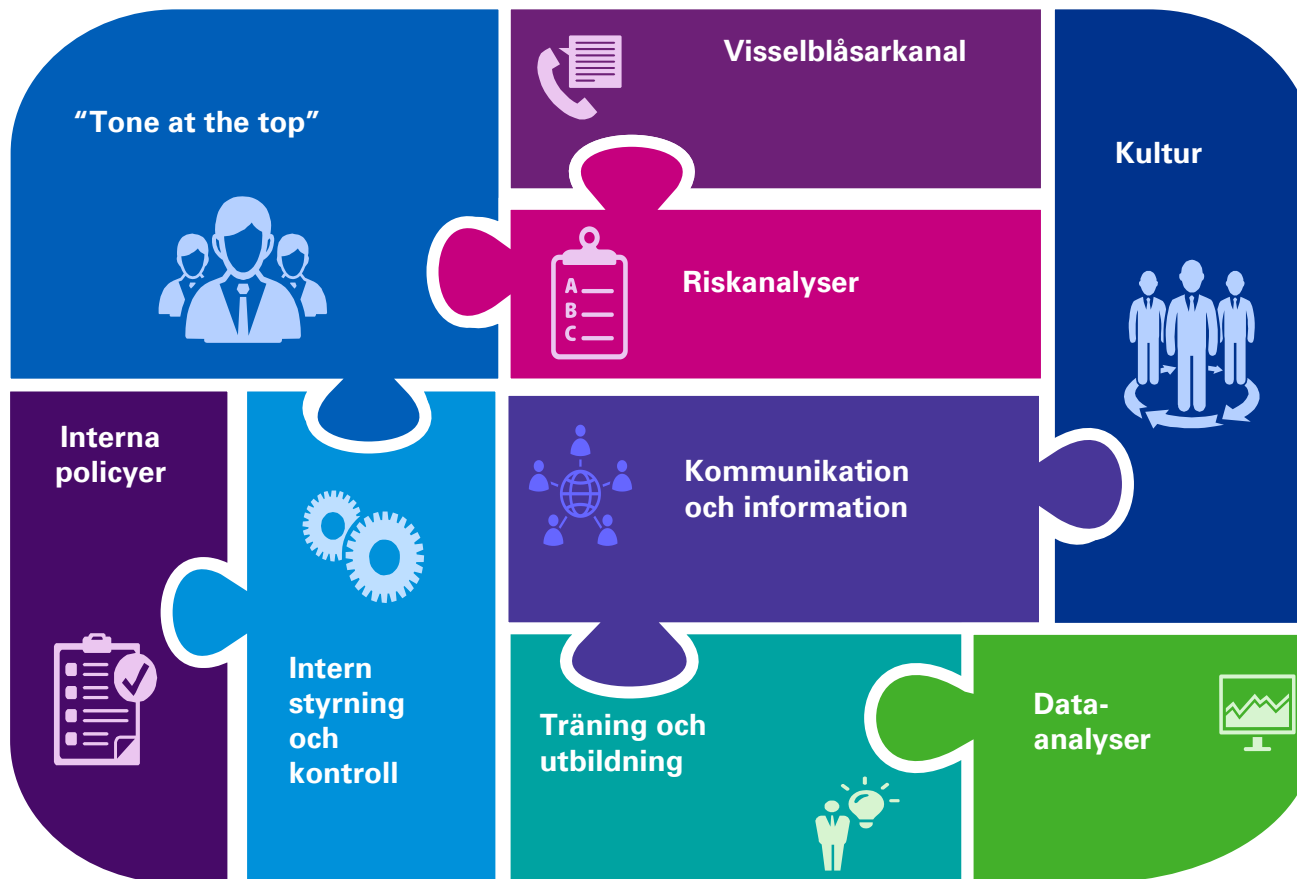 “Tone at the top”
Visselblåsarkanal
Kultur
Riskanalyser
A
B
C
Interna
policyer
Kommunikation
och information
Intern
styrning
och
kontroll
Träning och
utbildning
Data-
analyser